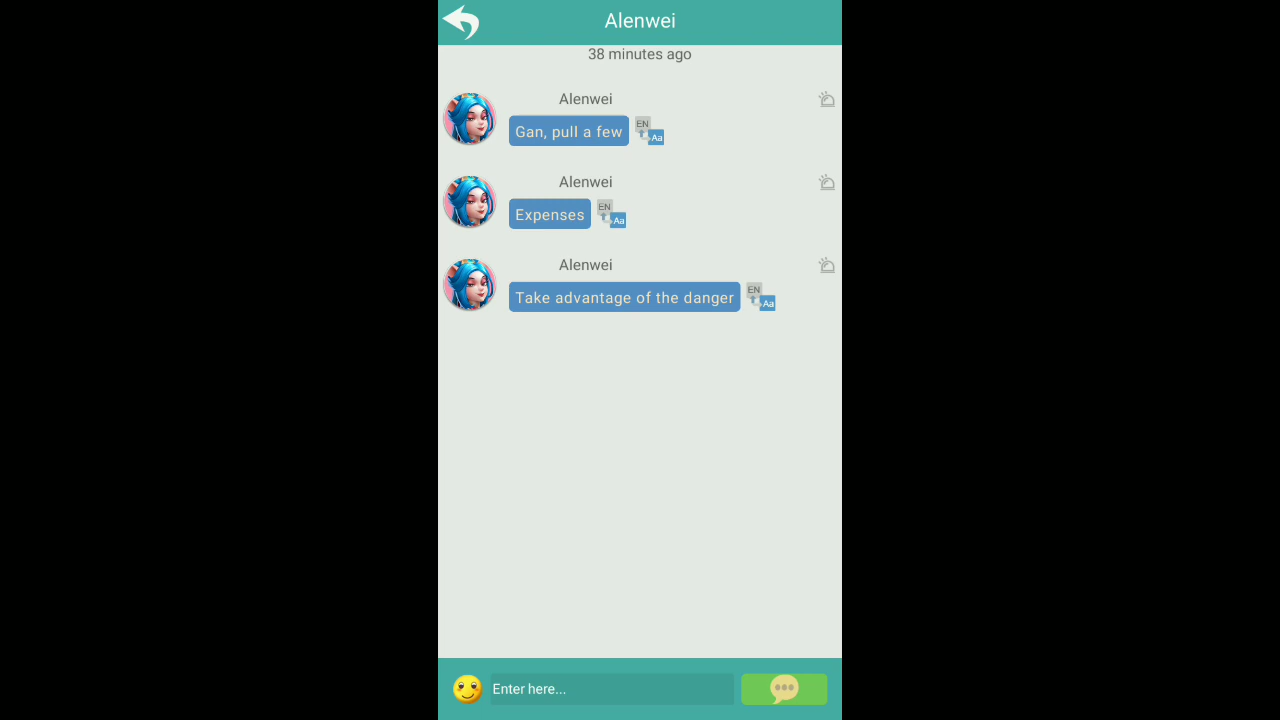 Alenwei
38 minutes ago
Alenwei
Gan, pull a few
EN
Aa
Alenwei
Expenses
EN
Aa
Alenwei
Take advantage of the danger
EN
Aa
Enter here...